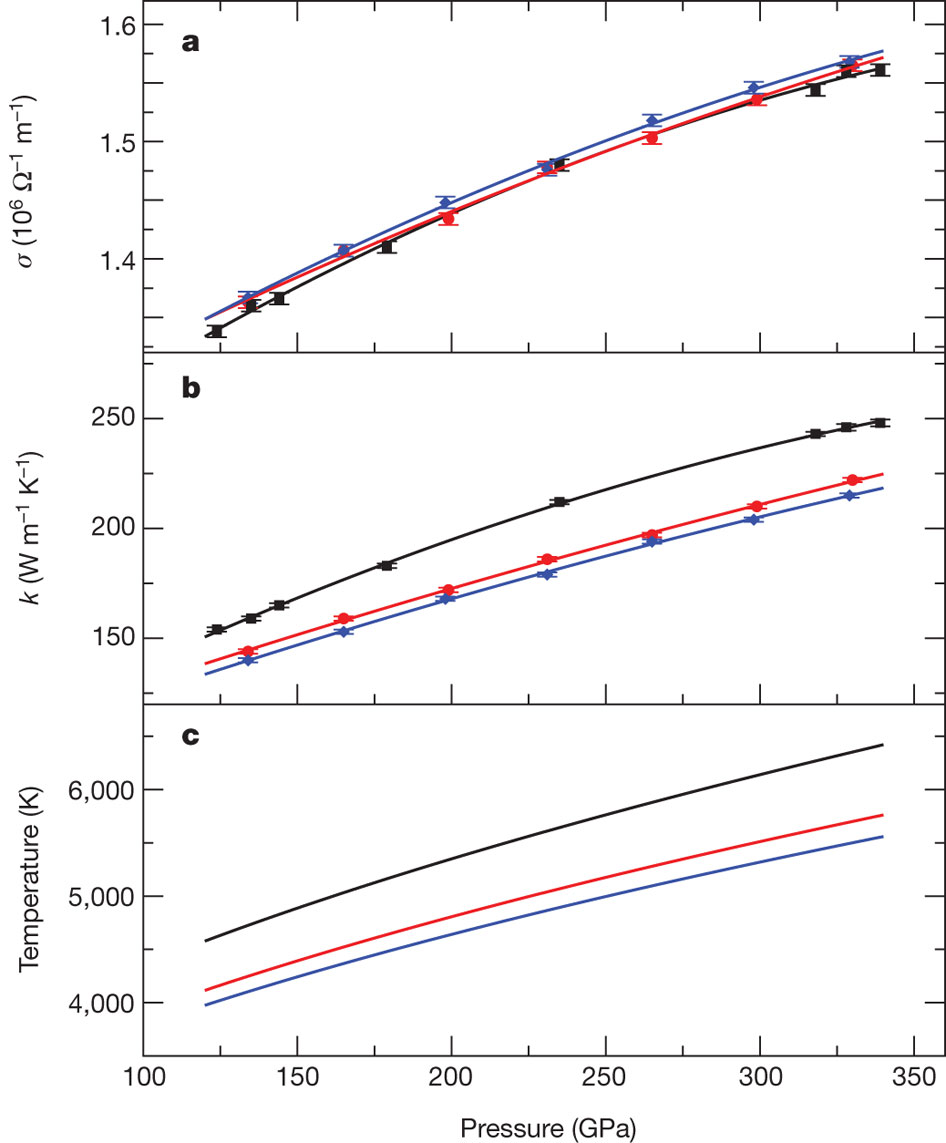 a
1.6
1.5
1.4
σ (10⁶ Ω⁻¹ m⁻¹)
b
250
200
150
k (W m⁻¹ K⁻¹)
c
6,000
5,000
4,000
Temperature (K)
100 150 200 250 300 350
Pressure (GPa)